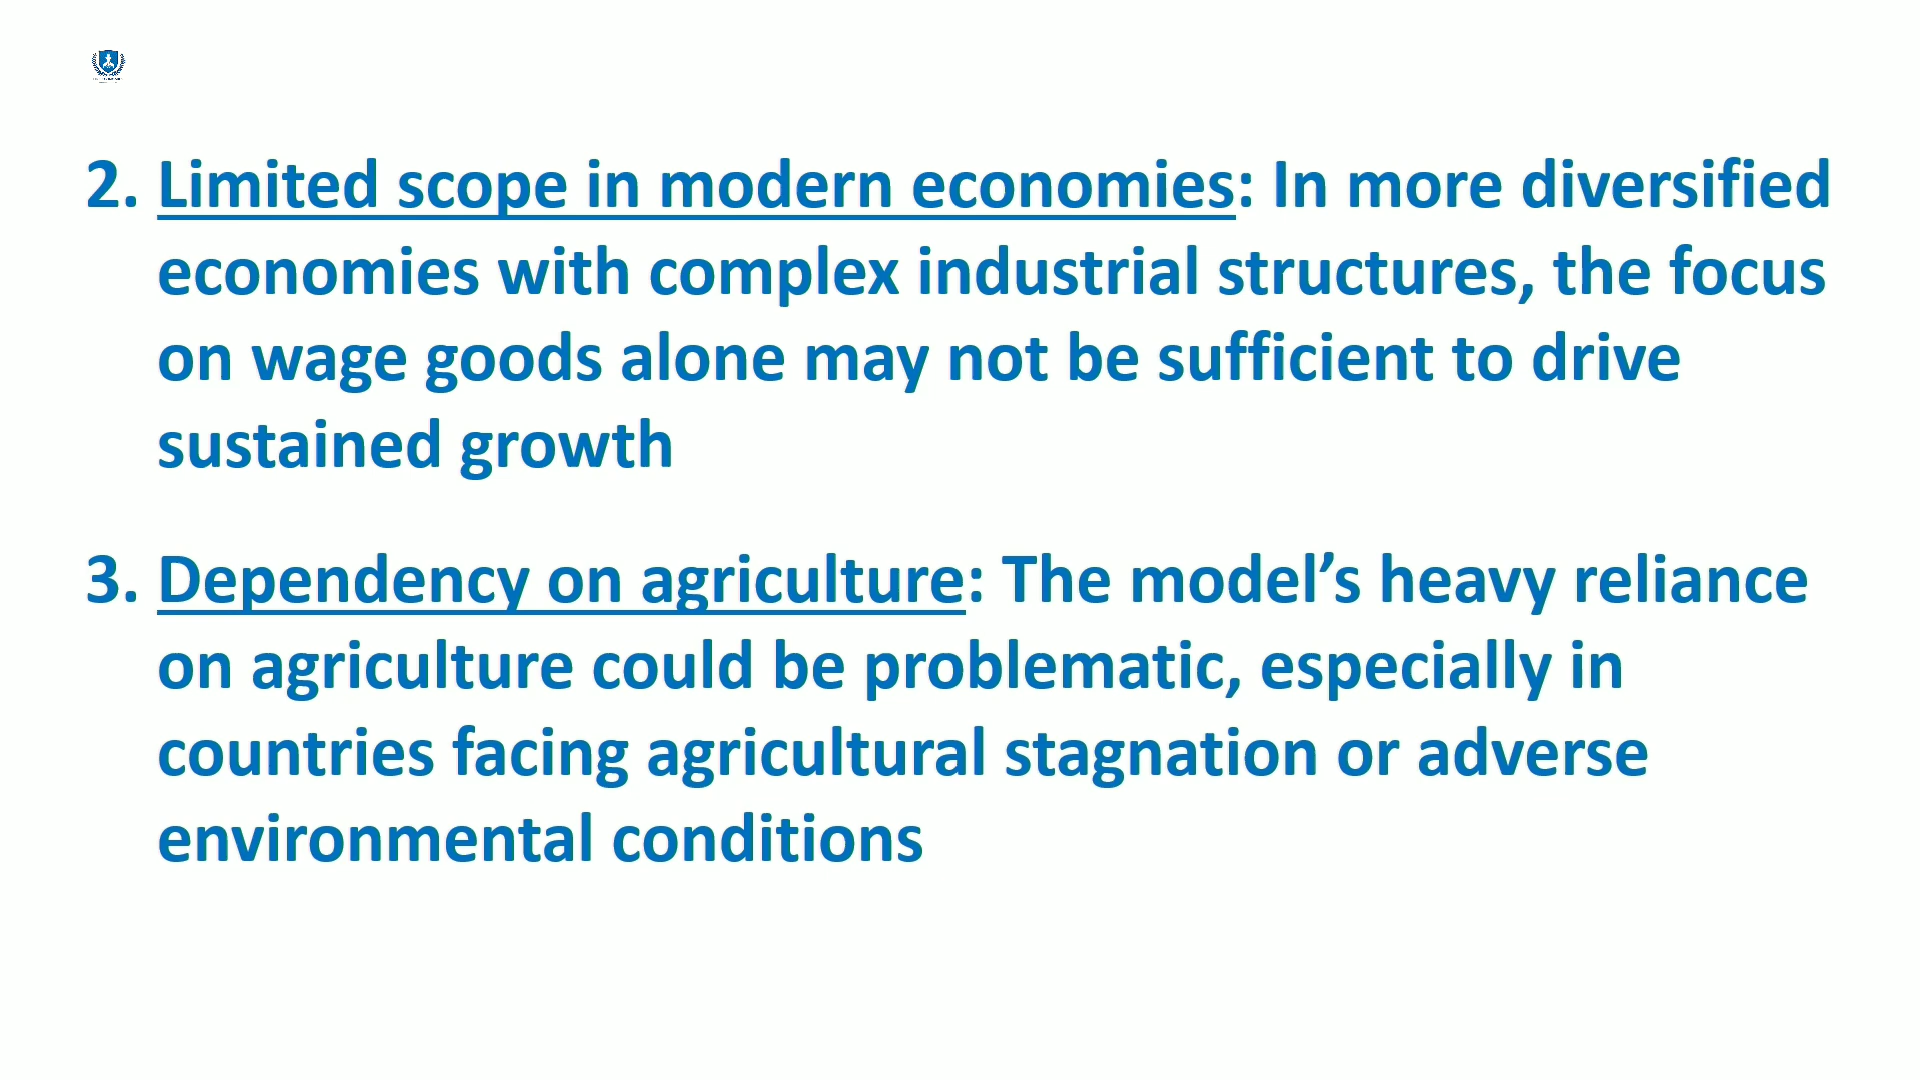 2. Limited scope in modern economies: In more diversified
economies with complex industrial structures, the focus
on wage goods alone may not be sufficient to drive
sustained growth
3. Dependency on agriculture: The model’s heavy reliance
on agriculture could be problematic, especially in
countries facing agricultural stagnation or adverse
environmental conditions